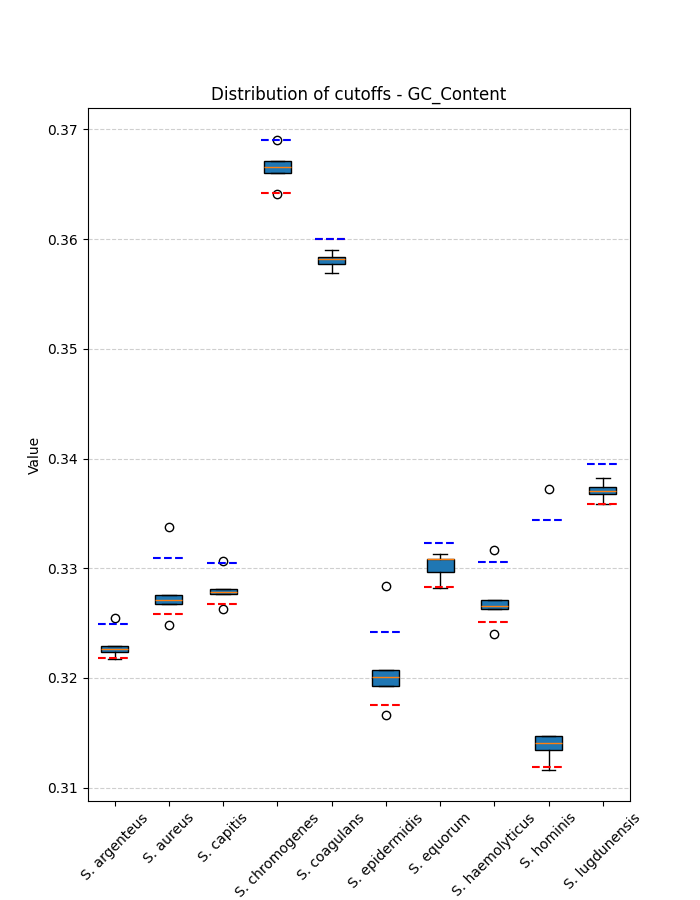 Distribution of cutoffs - GC_Content
0.37
0.36
0.35
0.34
0.33
0.32
0.31
Value
S. argenteus
S. aureus
S. capitis
S. chromogenes
S. coagulans
S. epidermidis
S. equorum
S. haemolyticus
S. hominis
S. lugdunensis